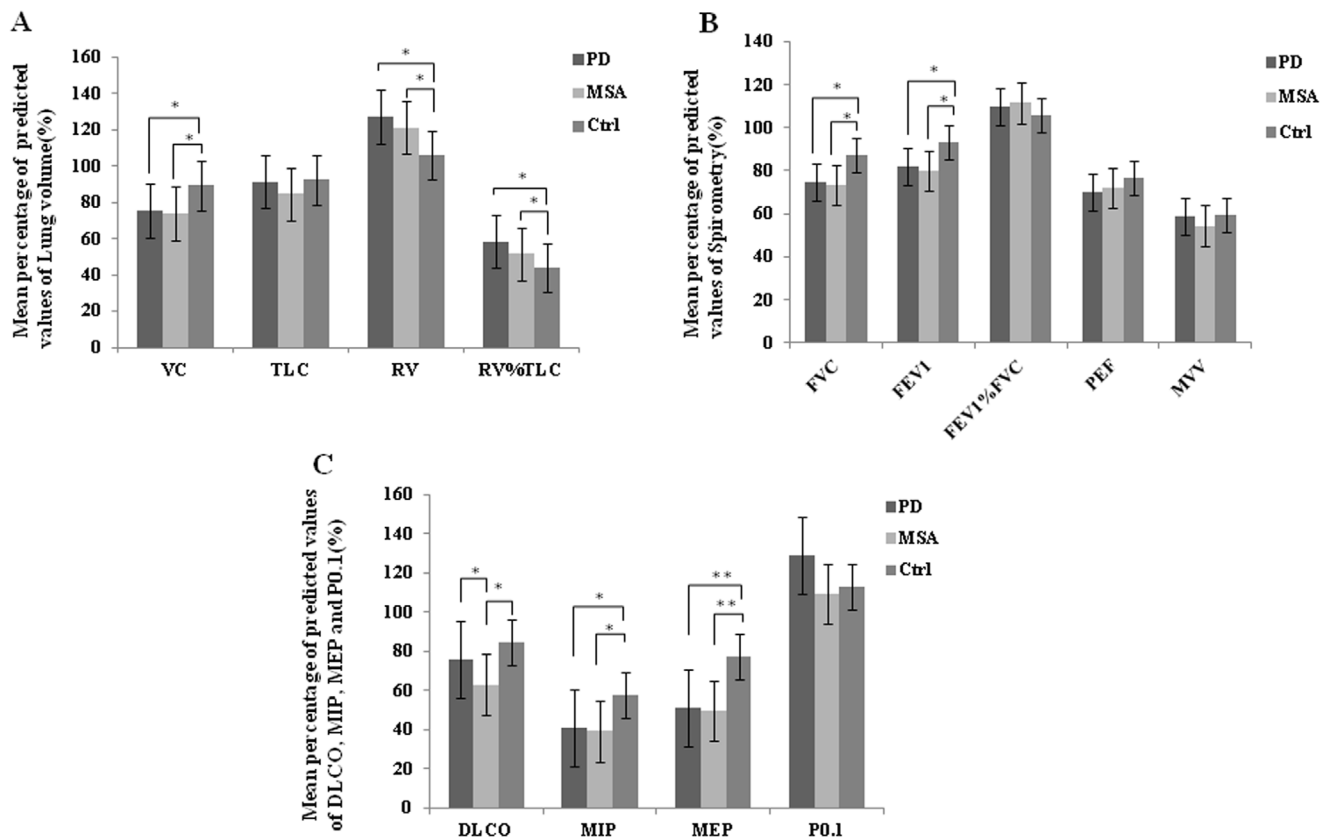 A
Mean percentage of predicted
values of Lung volume(%)
160
140
120
100
80
60
40
20
0
*
*
*
*
*
*
PD
MSA
Ctrl
VC TLC RV RV%TLC
B
Mean percentage of predicted
values of Spirometry(%)
140
120
100
80
60
40
20
0
*
*
*
*
PD
MSA
Ctrl
FVC FEV1 FEV1%FVC PEF MVV
C
Mean percentage of predicted values
of DLCO, MIP, MEP and P0.1(%)
160
140
120
100
80
60
40
20
0
*
*
*
*
**
**
PD
MSA
Ctrl
DLCO MIP MEP P0.1